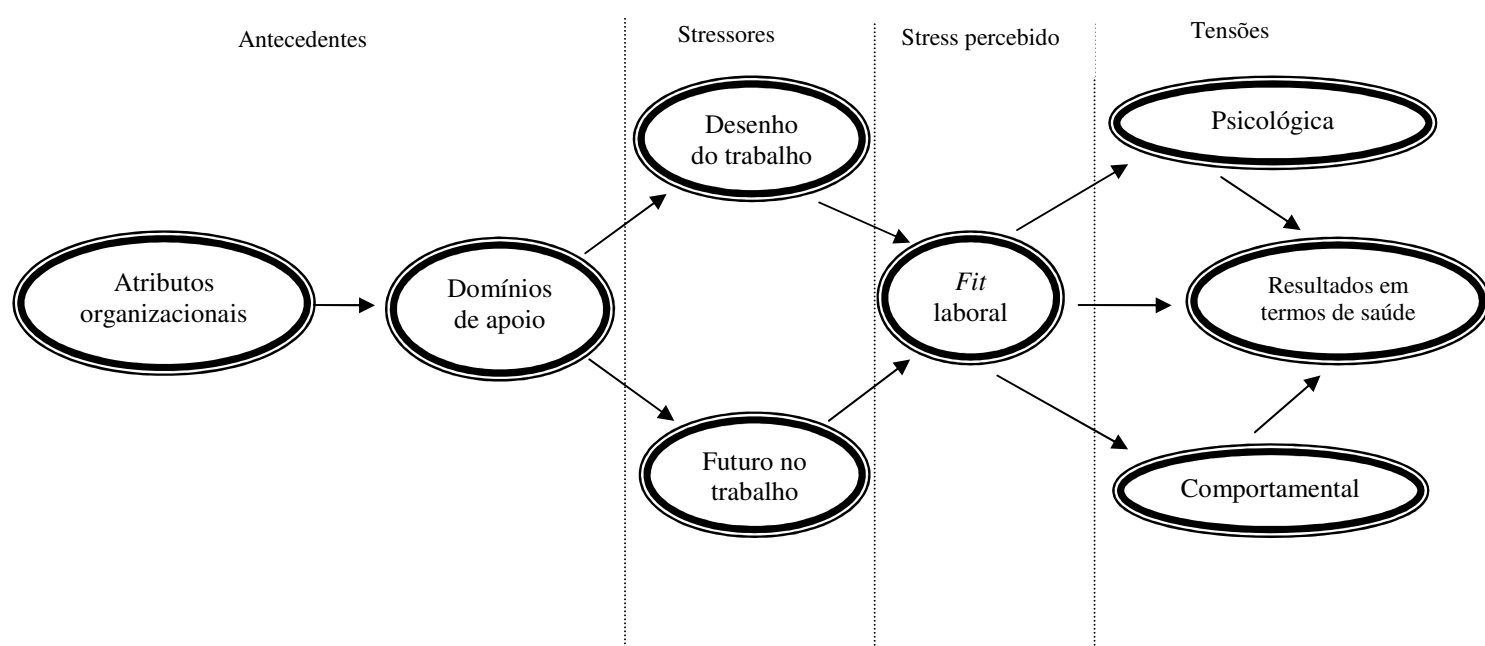 Antecedentes
Stressores
Stress percebido
Tensões
Atributos
organizacionais
Domínios
de apoio
Desenho
do trabalho
Futuro no
trabalho
Fit
laboral
Psicológica
Resultados em
termos de saúde
Comportamental